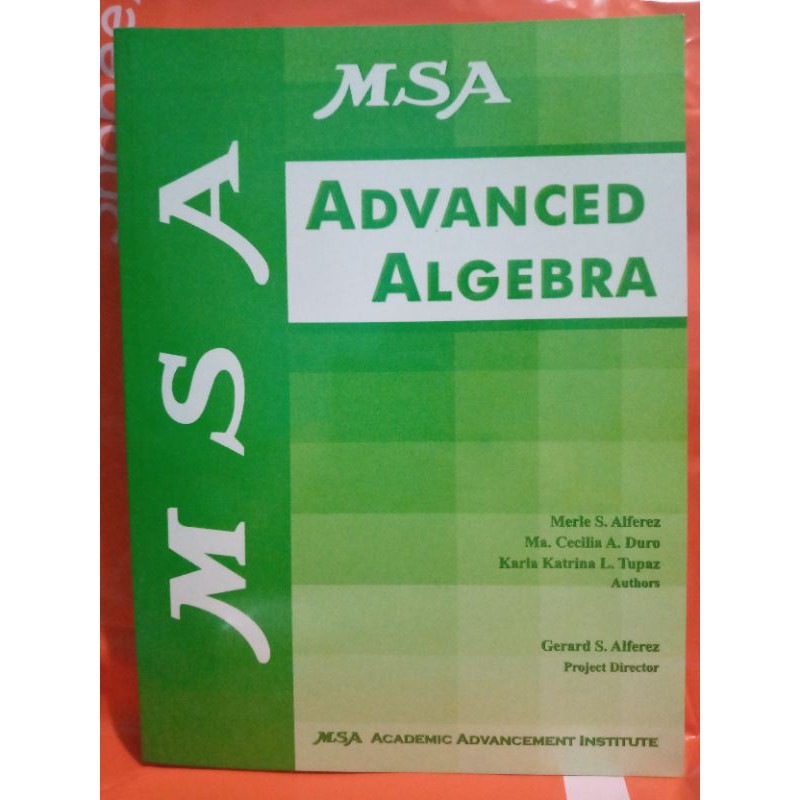 MSA
ADVANCED
ALGEBRA
MSA
Merle S. Alferez
Ma. Cecilia A. Duro
Karla Katrina L. Tupaz
Authors
Gerard S. Alferez
Project Director
MSA ACADEMIC ADVANCEMENT INSTITUTE